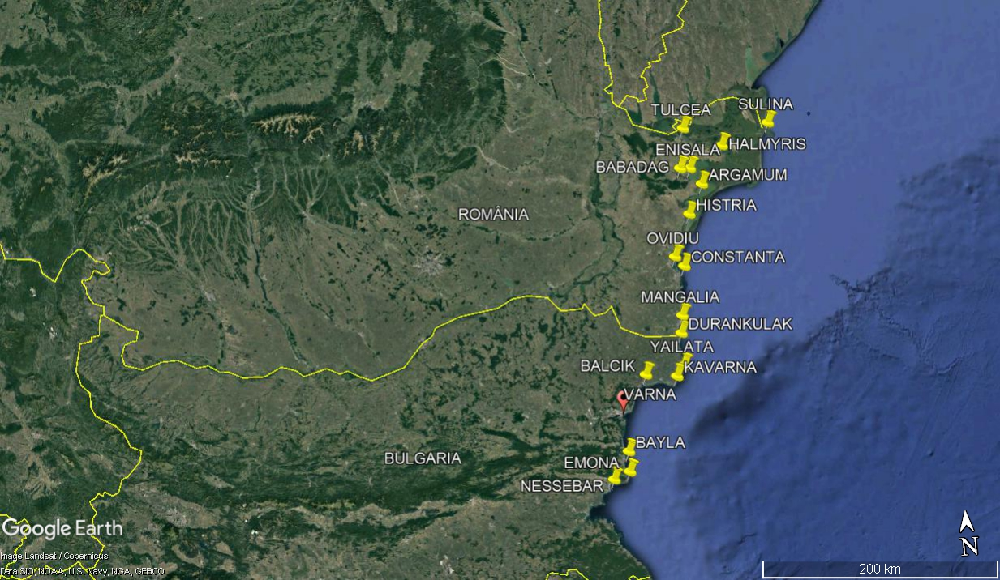 TULCEA
SULINA
HALMYRIS
ENISALA
BABADAG
ARGAMUM
HISTRIA
ROMÂNIA
OVIDIU
CONSTANTA
MANGALIA
DURANKULAK
YAILATA
BALCIK
KAVARNA
VARNA
BAYLA
BULGARIA
EMONA
NESSEBAR
Google Earth
Image Landsat / Copernicus
Data SIO, NOAA, U.S. Navy, NGA, GEBCO
N
200 km